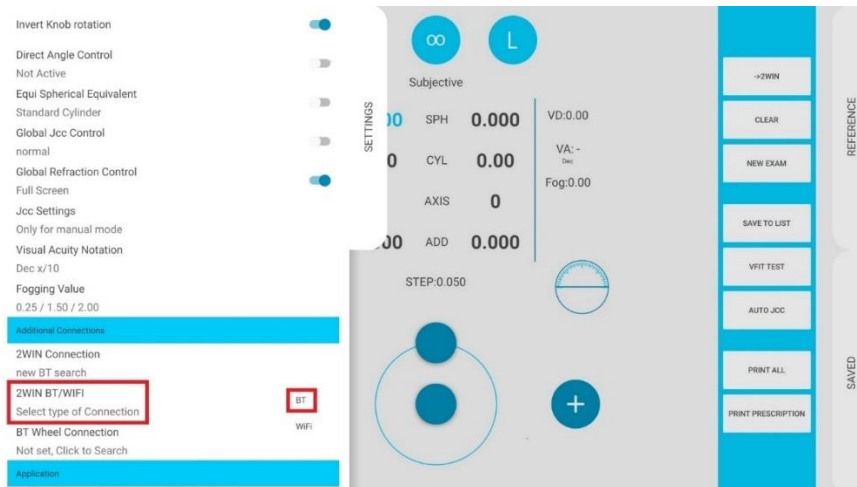 Invert Knob rotation
Direct Angle Control
Not Active
Equi Spherical Equivalent
Standard Cylinder
Global Jcc Control
normal
Global Refraction Control
Full Screen
Jcc Settings
Only for manual mode
Visual Acuity Notation
Dec x/10
Fogging Value
0.25 / 1.50 / 2.00
Additional Connections
2WIN Connection
new BT search
2WIN BT/WIFI
Select type of Connection
BT
WiFi
BT Wheel Connection
Not set, Click to Search
Application
SETTINGS
∞
L
Subjective
00 SPH 0.000
0 CYL 0.00
AXIS 0
00 ADD 0.000
VD:0.00
VA: -
Dec
Fog:0.00
STEP:0.050
+
->2WIN
CLEAR
NEW EXAM
SAVE TO LIST
VFIT TEST
AUTO JCC
PRINT ALL
PRINT PRESCRIPTION
REFERENCE
SAVED